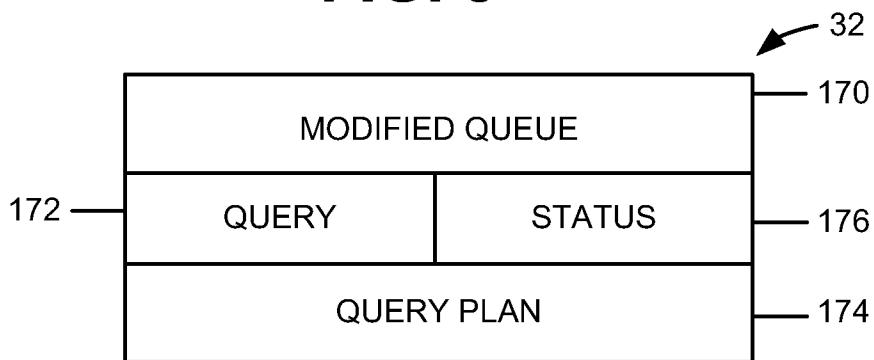 32
170
MODIFIED QUEUE
172
QUERY
STATUS
176
QUERY PLAN
174